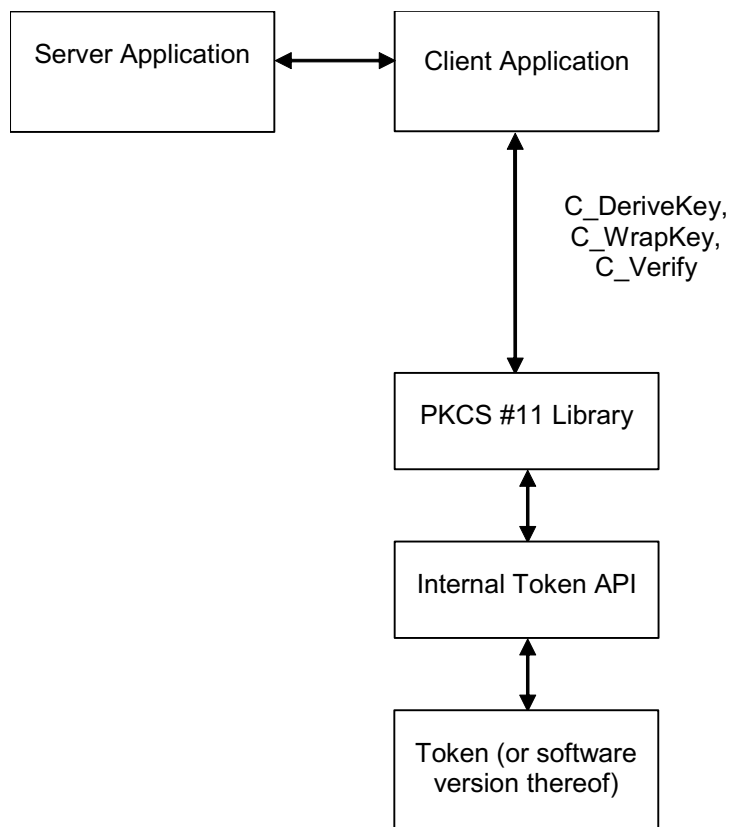 Server Application
Client Application
C_DeriveKey,
C_WrapKey,
C_Verify
PKCS #11 Library
Internal Token API
Token (or software
version thereof)